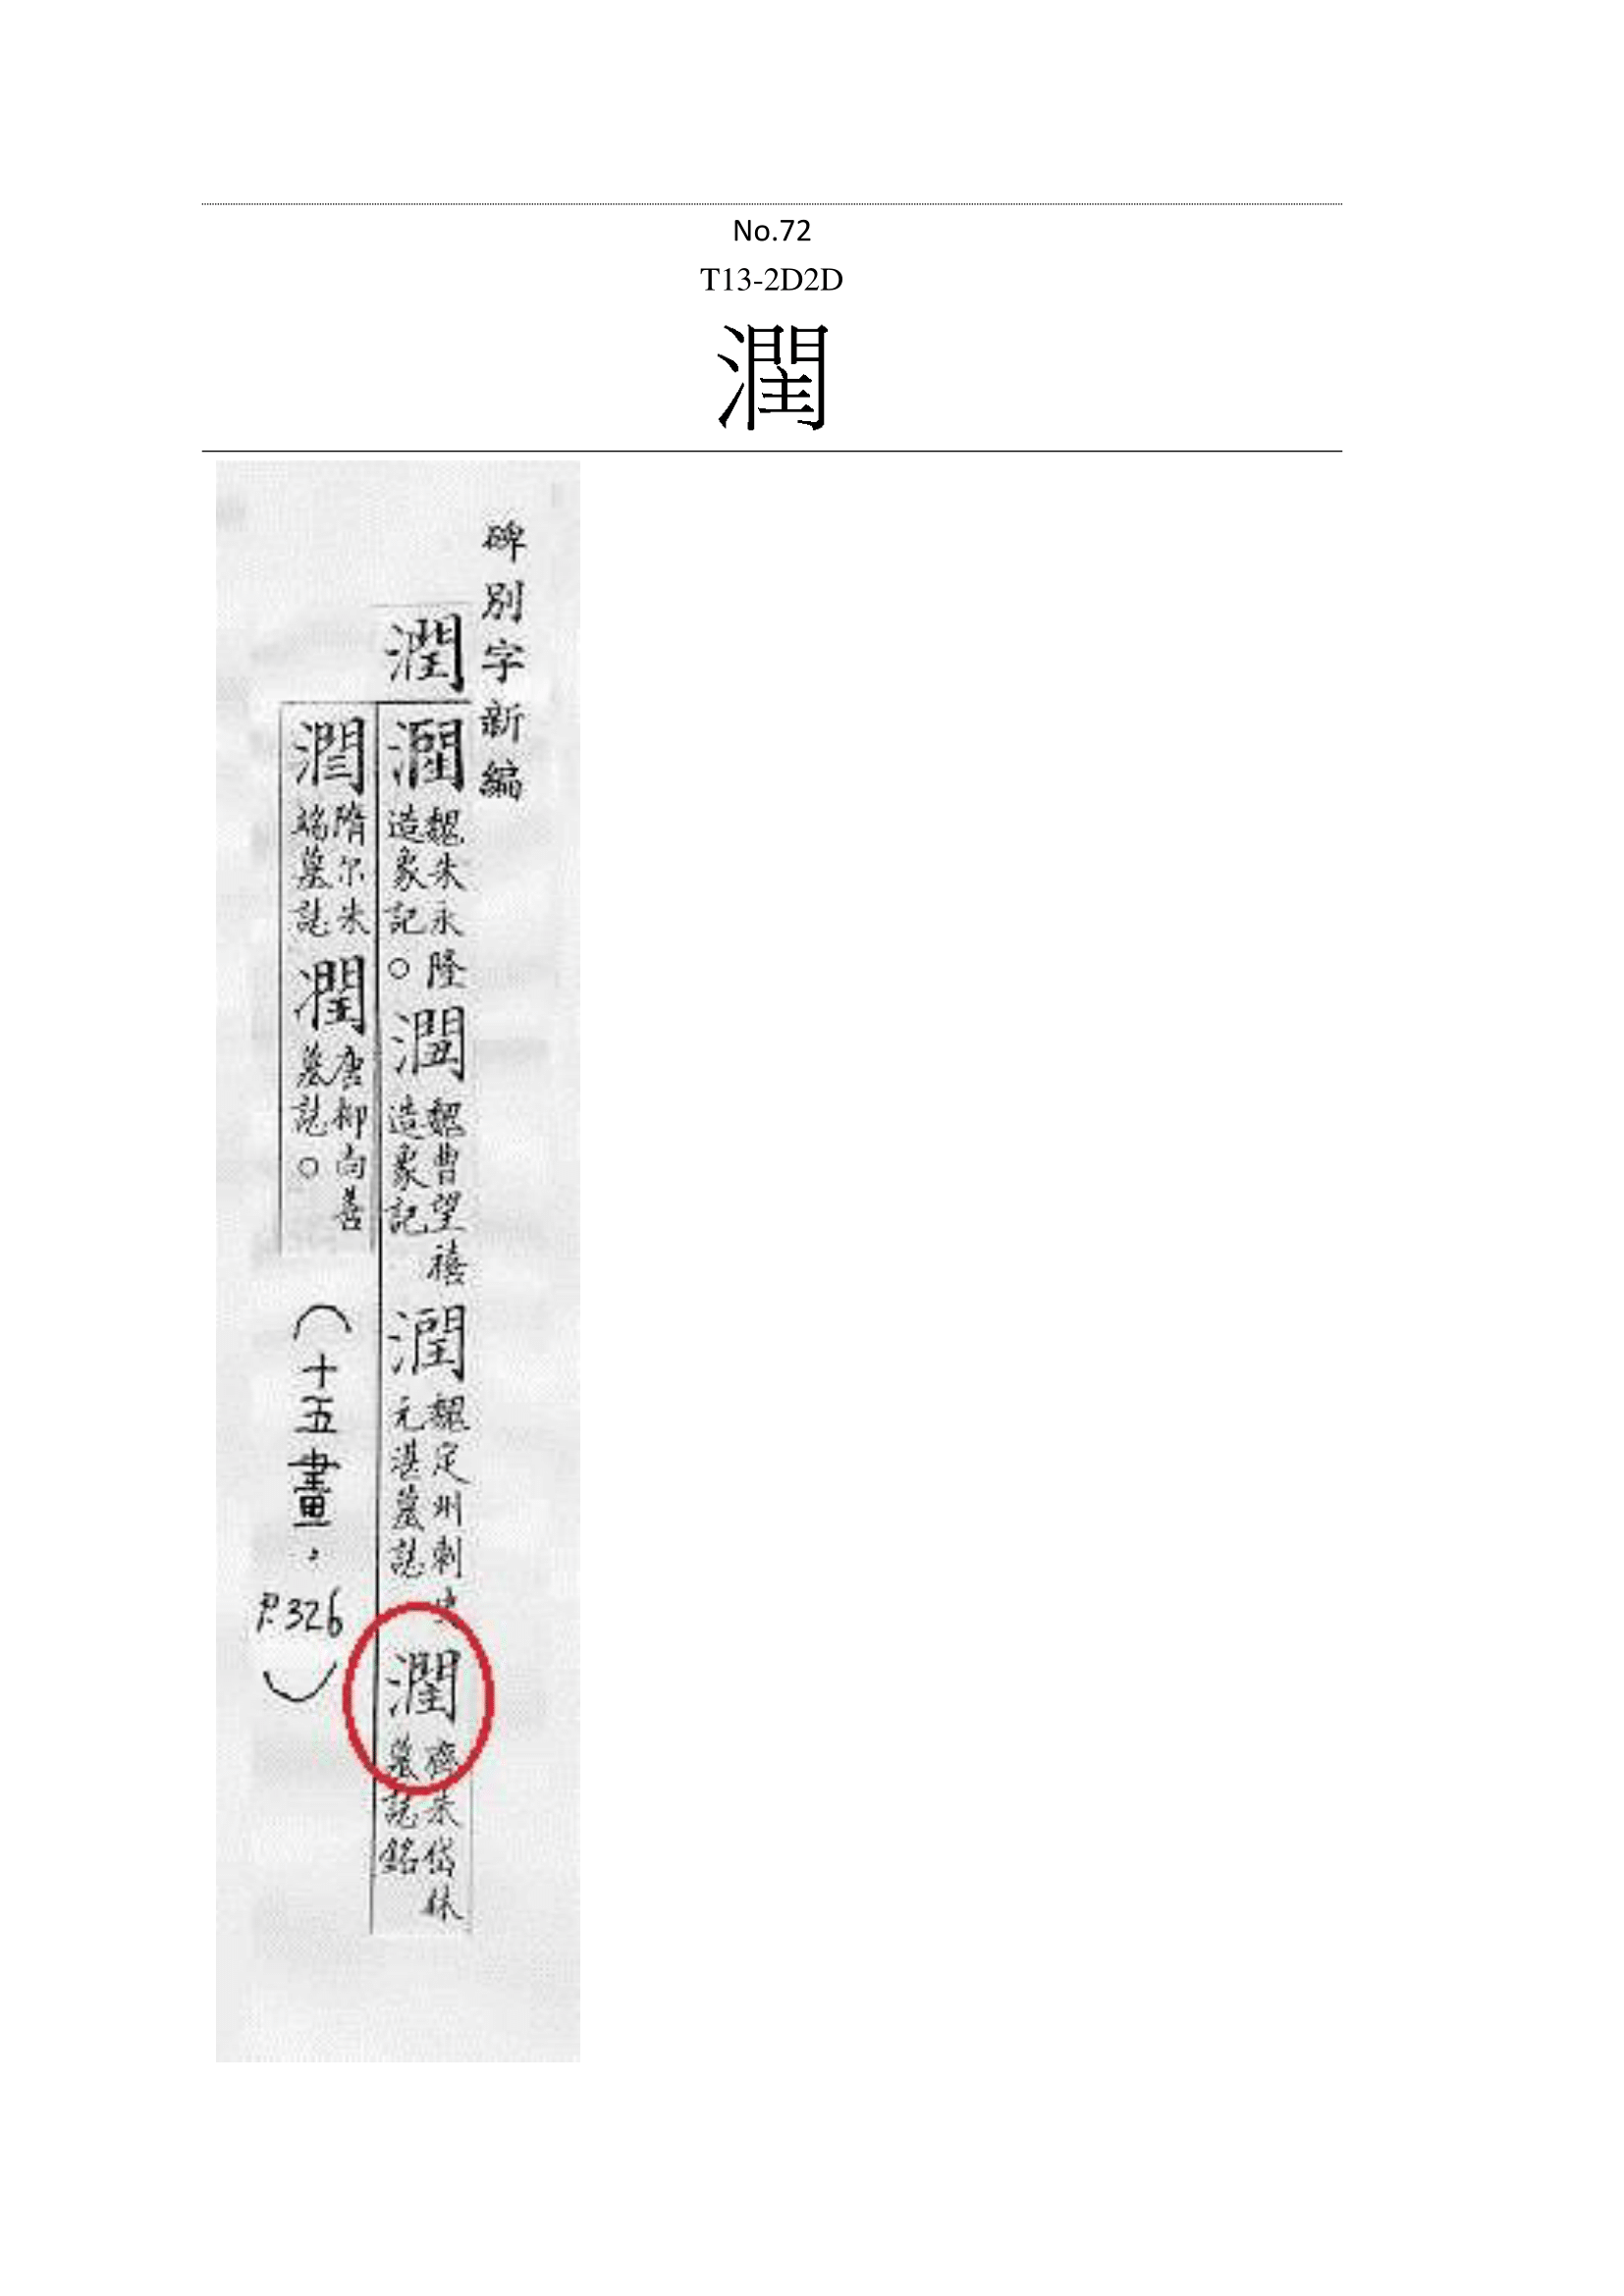 No.72
T13-2D2D
潤
碑別字新編
潤
潤 魏朱永隆造象記○
潤 魏曹望禧造象記
潤 魏定州刺史元湛墓誌
潤 齊朱岱林墓誌銘
潤 隋尔朱端墓誌
潤 唐柳尚善墓誌○
(十五畫,P.326)